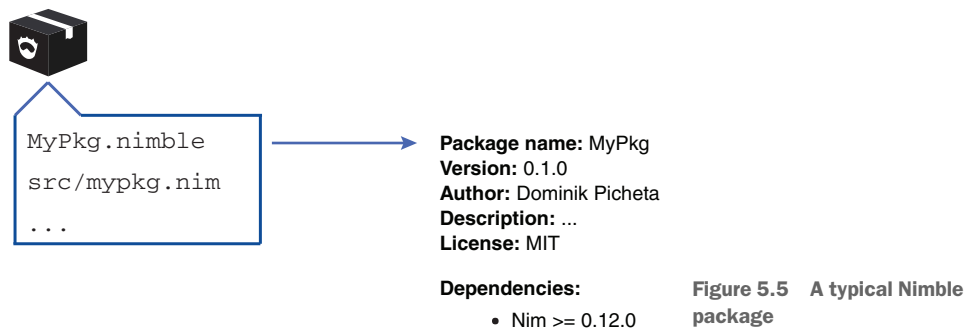 MyPkg.nimble
src/mypkg.nim
...
Package name: MyPkg
Version: 0.1.0
Author: Dominik Picheta
Description: ...
License: MIT
Dependencies:
• Nim >= 0.12.0
Figure 5.5 A typical Nimble
package